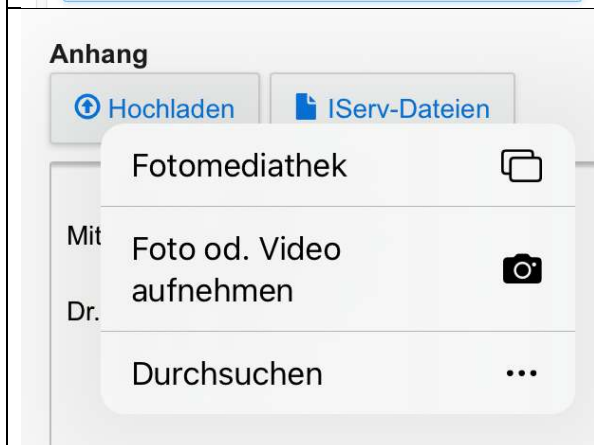 Anhang
Hochladen IServ-Dateien
Fotomediathek
Mit
Foto od. Video
aufnehmen
Dr.
Durchsuchen